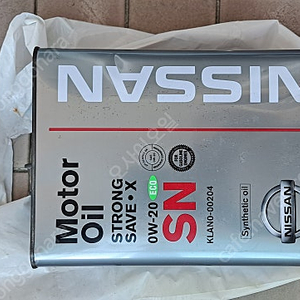 NISSAN
Motor
Oil
STRONG
SAVE・X
0W-20 ECO
SN
KLAN0-00204
Synthetic oil
NISSAN